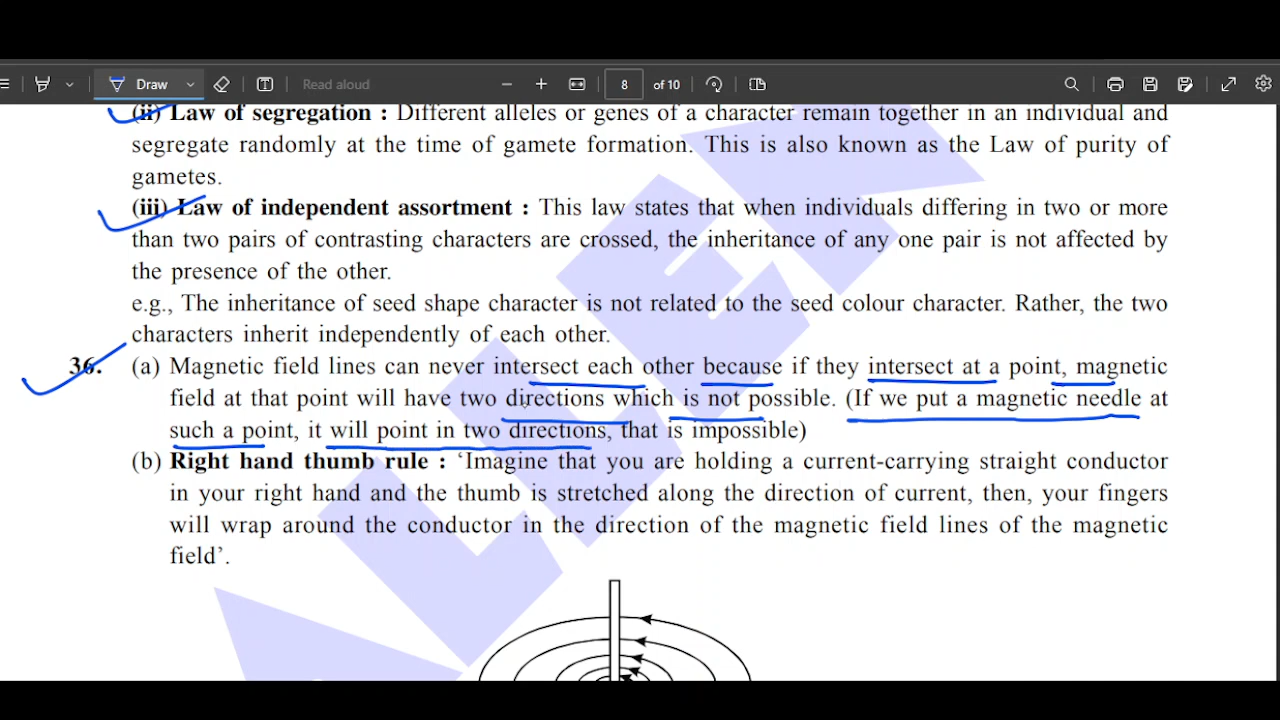 Draw
Read aloud
8
of 10
(ii) Law of segregation : Different alleles or genes of a character remain together in an individual and
segregate randomly at the time of gamete formation. This is also known as the Law of purity of
gametes.
(iii) Law of independent assortment : This law states that when individuals differing in two or more
than two pairs of contrasting characters are crossed, the inheritance of any one pair is not affected by
the presence of the other.
e.g., The inheritance of seed shape character is not related to the seed colour character. Rather, the two
characters inherit independently of each other.
36. (a) Magnetic field lines can never intersect each other because if they intersect at a point, magnetic
field at that point will have two directions which is not possible. (If we put a magnetic needle at
such a point, it will point in two directions, that is impossible)
(b) Right hand thumb rule : ‘Imagine that you are holding a current-carrying straight conductor
in your right hand and the thumb is stretched along the direction of current, then, your fingers
will wrap around the conductor in the direction of the magnetic field lines of the magnetic
field’.
ALLEN